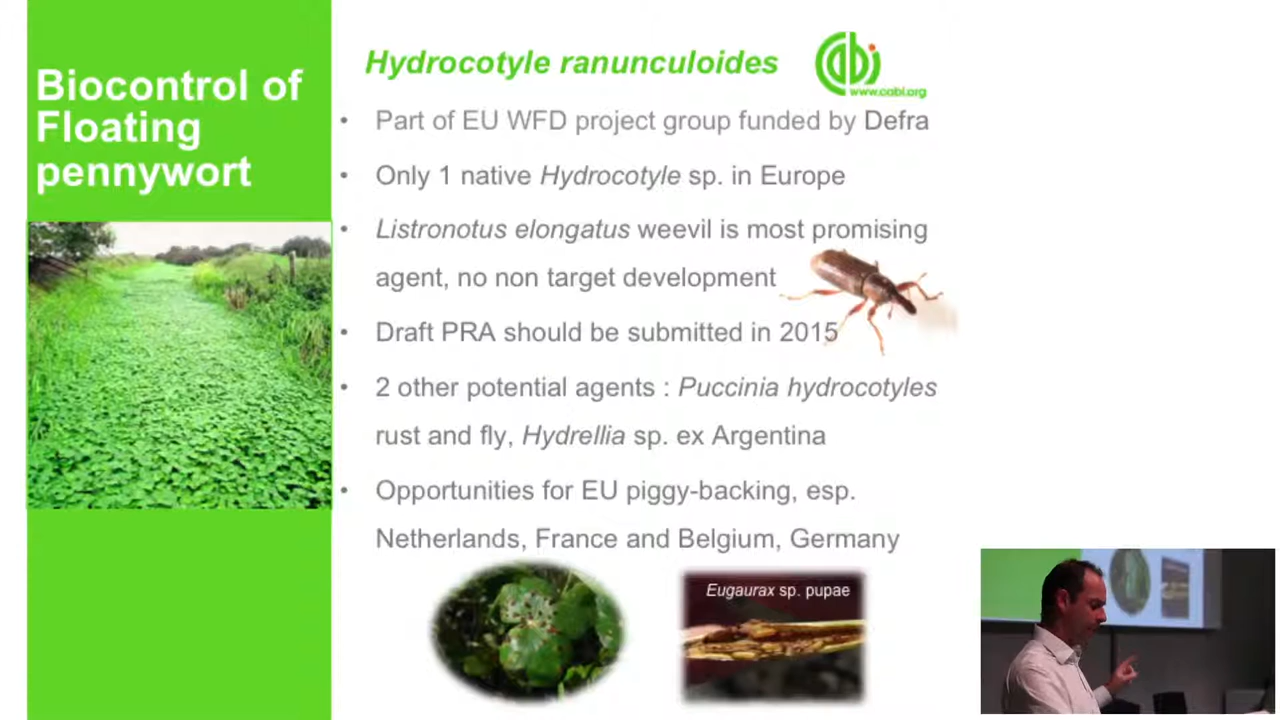 Biocontrol of
Floating
pennywort
Hydrocotyle ranunculoides
cabi
www.cabi.org
• Part of EU WFD project group funded by Defra
• Only 1 native Hydrocotyle sp. in Europe
• Listronotus elongatus weevil is most promising
agent, no non target development
• Draft PRA should be submitted in 2015
• 2 other potential agents : Puccinia hydrocotyles
rust and fly, Hydrellia sp. ex Argentina
• Opportunities for EU piggy-backing, esp.
Netherlands, France and Belgium, Germany
Eugaurax sp. pupae